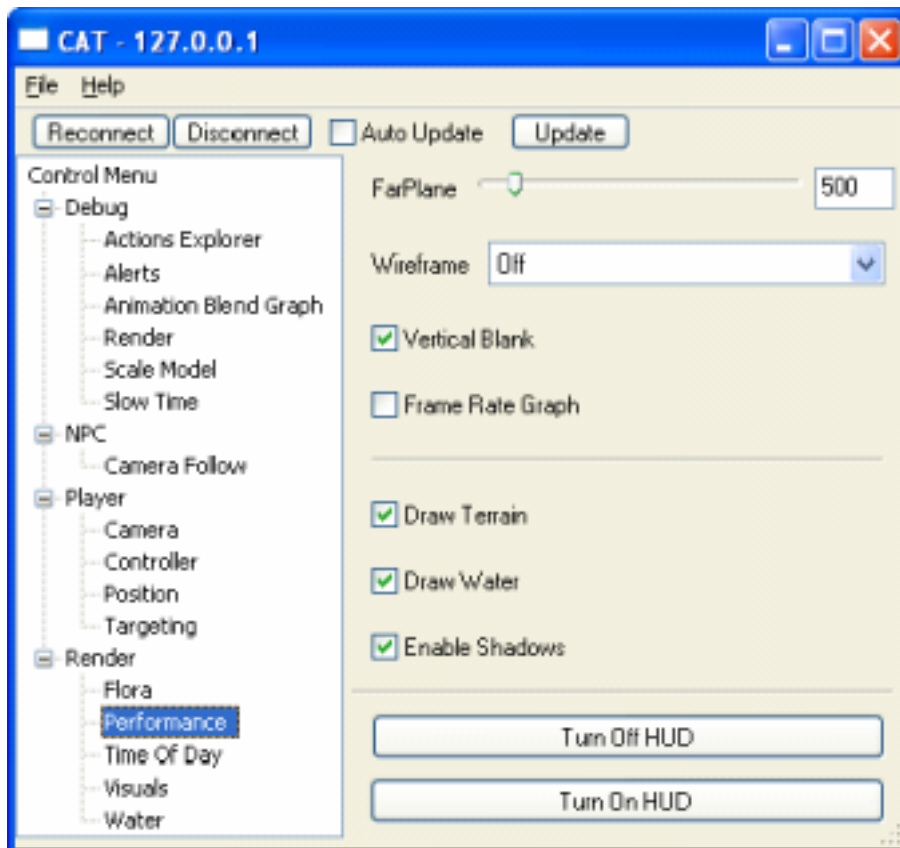 CAT - 127.0.0.1
File Help
Reconnect Disconnect Auto Update Update
Control Menu
Debug
Actions Explorer
Alerts
Animation Blend Graph
Render
Scale Model
Slow Time
NPC
Camera Follow
Player
Camera
Controller
Position
Targeting
Render
Flora
Performance
Time Of Day
Visuals
Water
FarPlane 500
Wireframe Off
Vertical Blank
Frame Rate Graph
Draw Terrain
Draw Water
Enable Shadows
Turn Off HUD
Turn On HUD